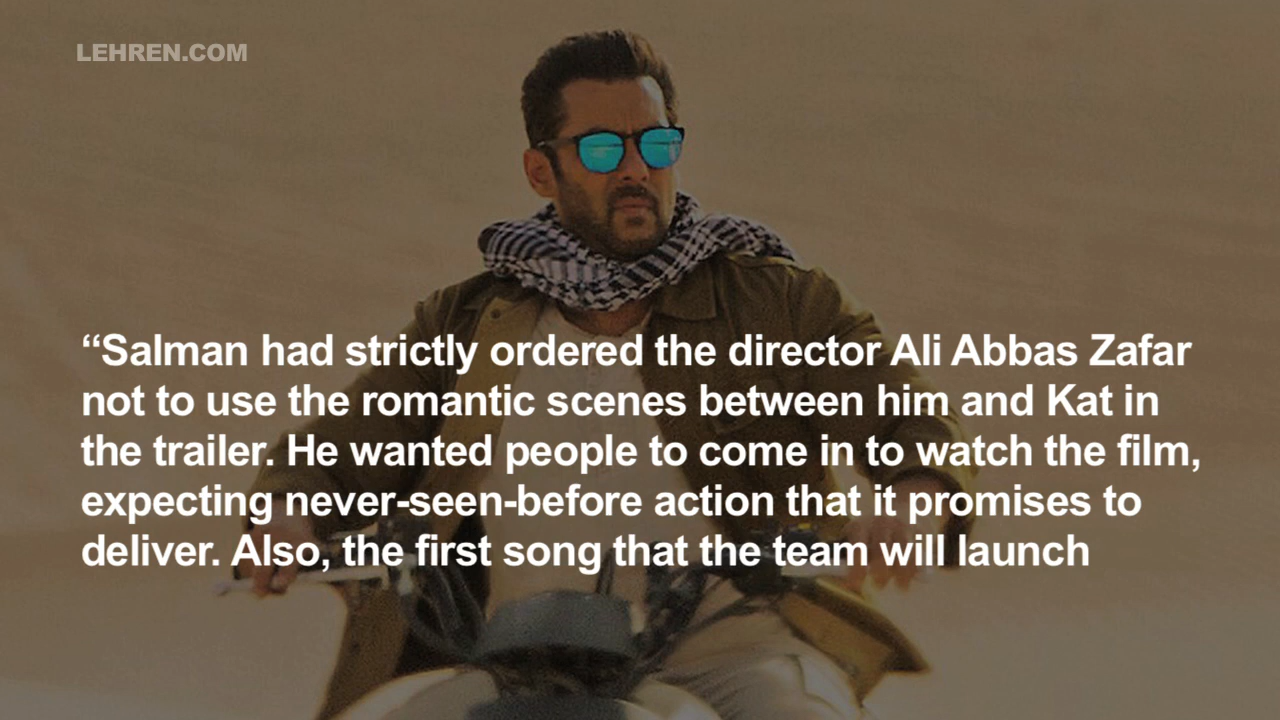 LEHREN.COM
“Salman had strictly ordered the director Ali Abbas Zafar
not to use the romantic scenes between him and Kat in
the trailer. He wanted people to come in to watch the film,
expecting never-seen-before action that it promises to
deliver. Also, the first song that the team will launch